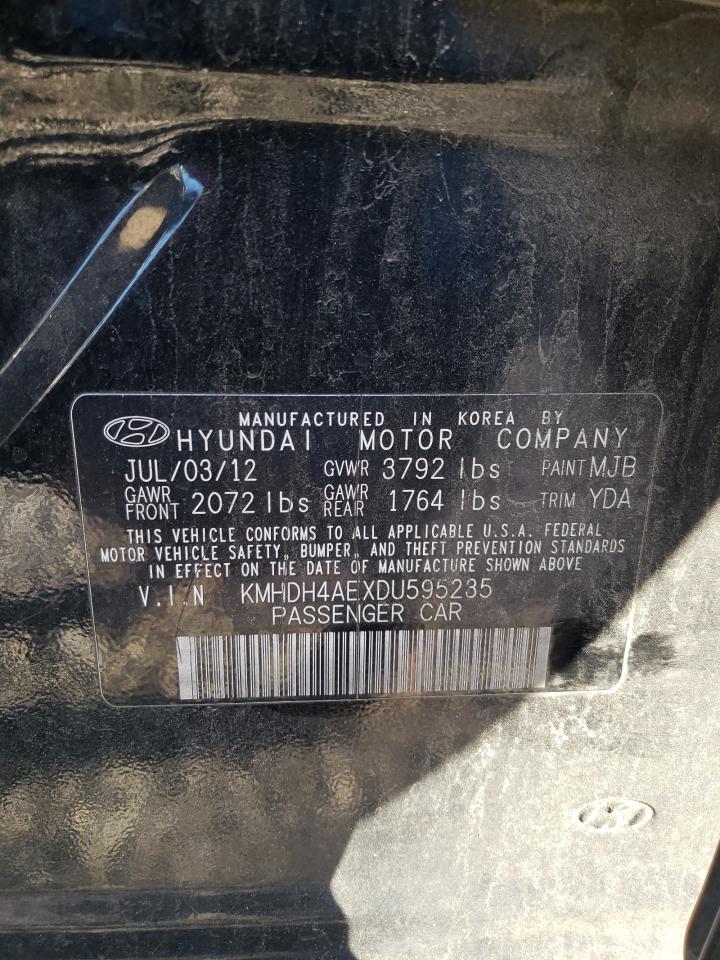 MANUFACTURED IN KOREA BY
HYUNDAI MOTOR COMPANY
JUL/03/12 GVWR 3792 lbs PAINT MJB
GAWR FRONT 2072 lbs GAWR REAR 1764 lbs TRIM YDA
THIS VEHICLE CONFORMS TO ALL APPLICABLE U.S.A. FEDERAL
MOTOR VEHICLE SAFETY, BUMPER, AND THEFT PREVENTION STANDARDS
IN EFFECT ON THE DATE OF MANUFACTURE SHOWN ABOVE
V.I.N KMHDH4AEXDU595235
PASSENGER CAR